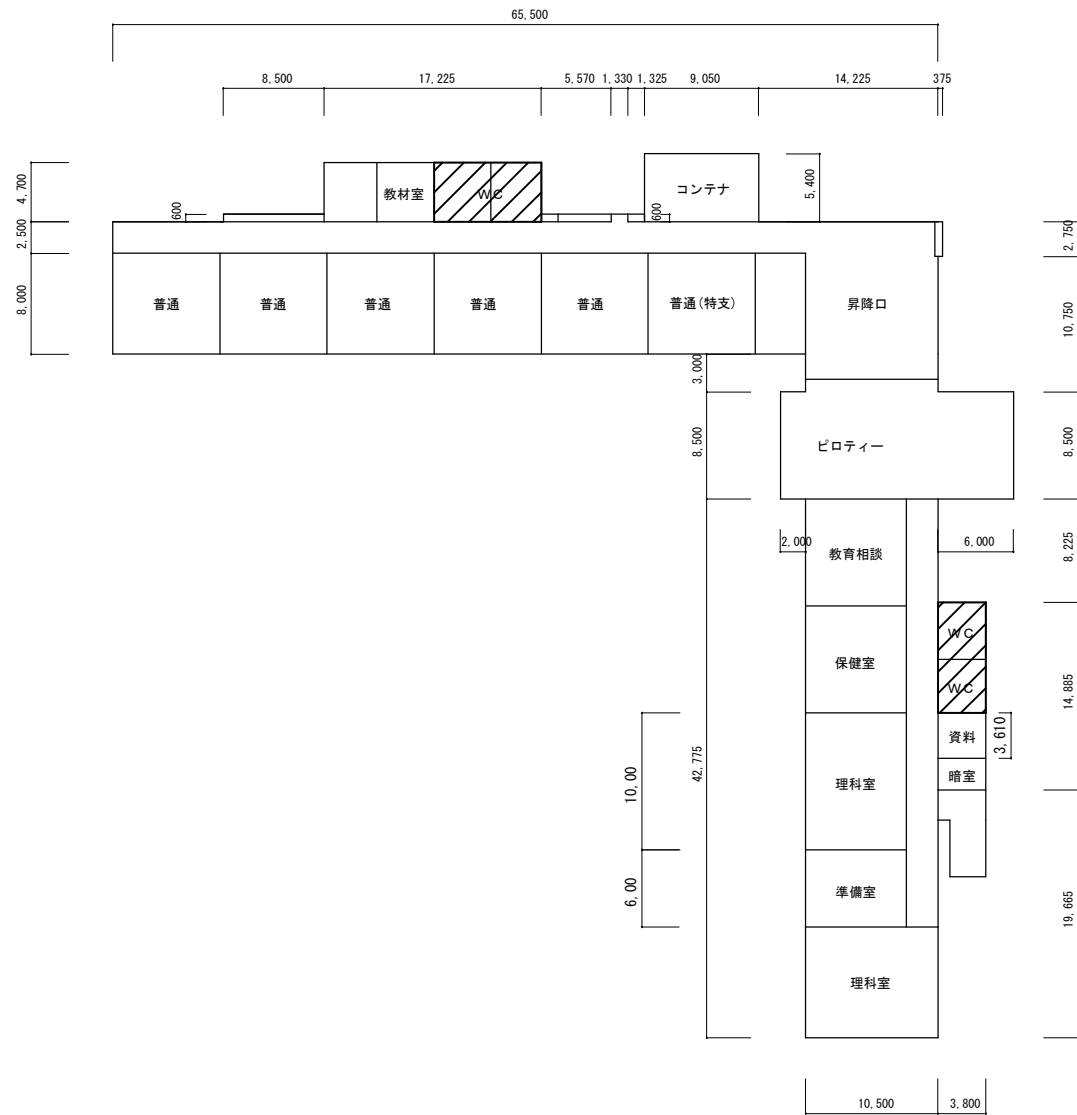 65,500
8,500
17,225
5,570
1,330
1,325
9,050
14,225
375
4,700
600
2,500
8,000
教材室
WC
600
コンテナ
5,400
2,750
10,750
普通
普通
普通
普通
普通
普通(特支)
昇降口
3,000
8,500
ピロティー
8,500
2,000
6,000
教育相談
8,225
WC
保健室
WC
14,885
資料
3,610
42,775
10,00
理科室
暗室
6,00
準備室
19,665
理科室
10,500
3,800